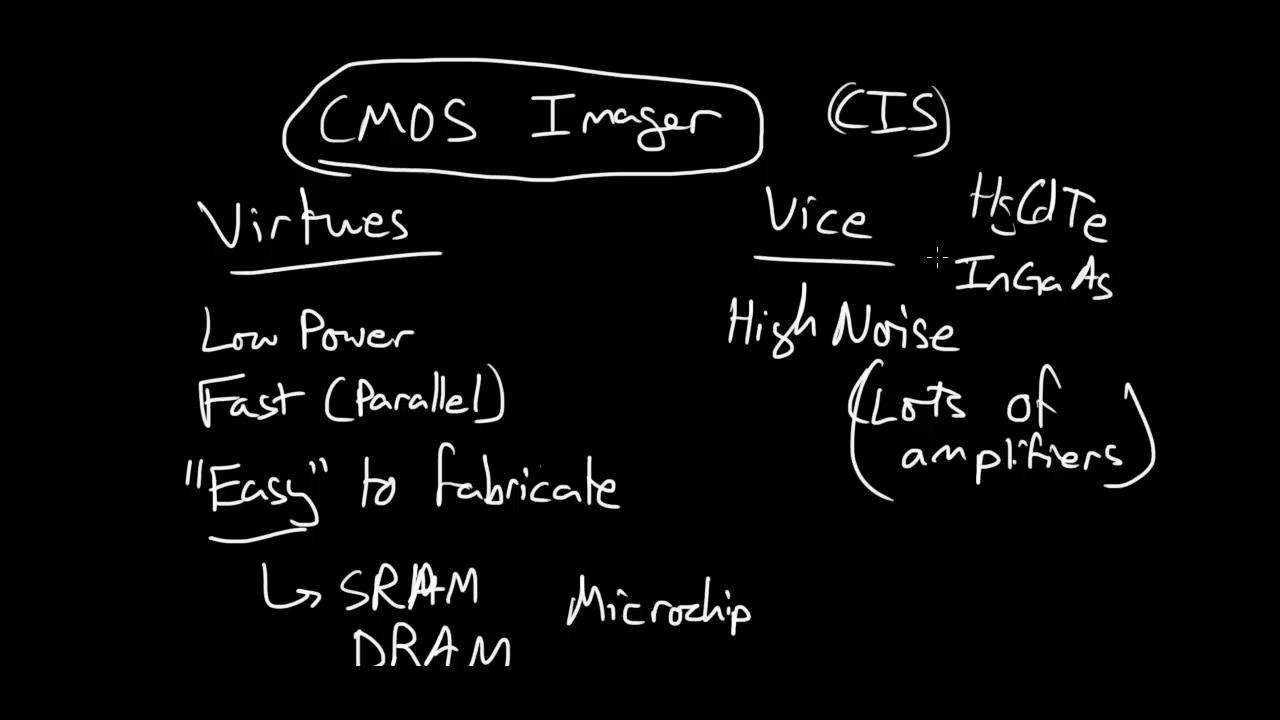 CMOS Imager (CIS)
Virtues
Low Power
Fast (Parallel)
"Easy" to fabricate
↳ SRAM Microchip
DRAM
Vice
HgCdTe
InGaAs
High Noise
(Lots of
amplifiers)